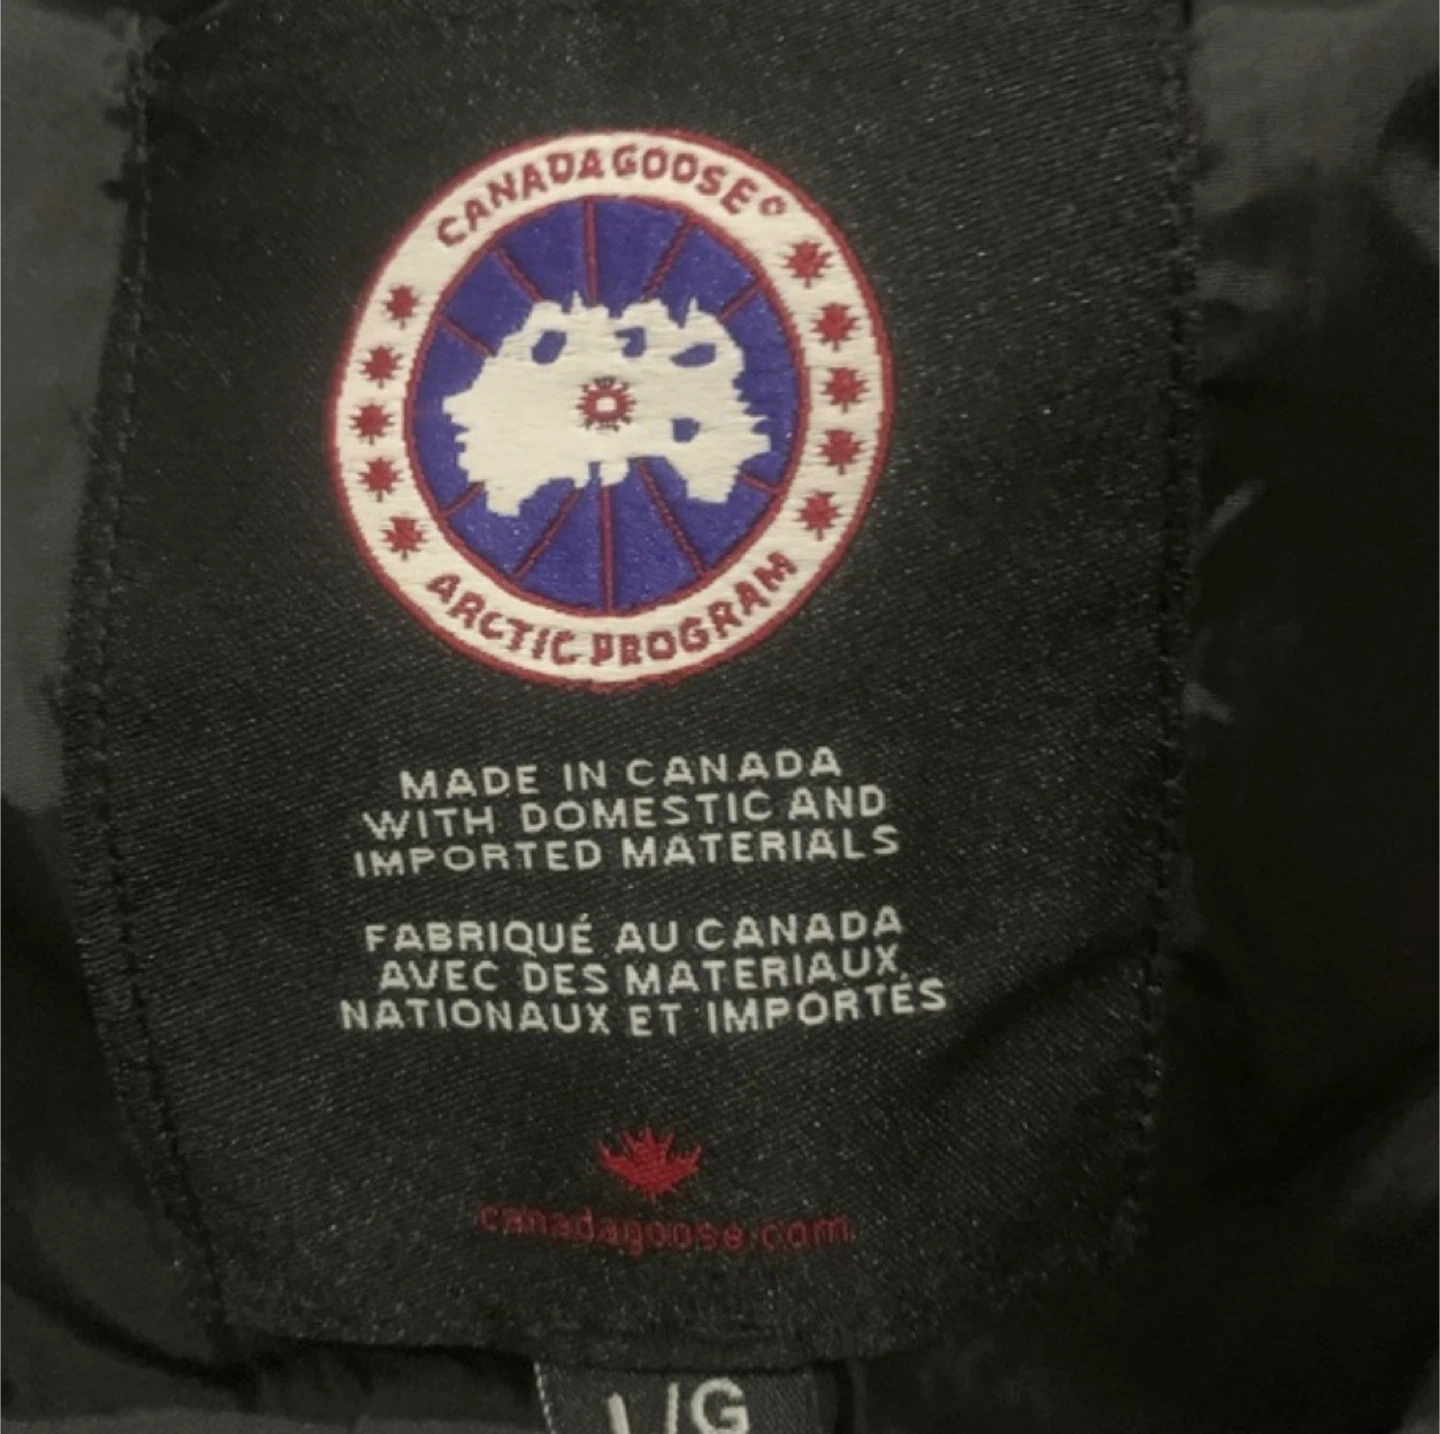 CANADA GOOSE®
ARCTIC PROGRAM
MADE IN CANADA
WITH DOMESTIC AND
IMPORTED MATERIALS
FABRIQUÉ AU CANADA
AVEC DES MATERIAUX
NATIONAUX ET IMPORTÉS
canadagoose.com
L/G